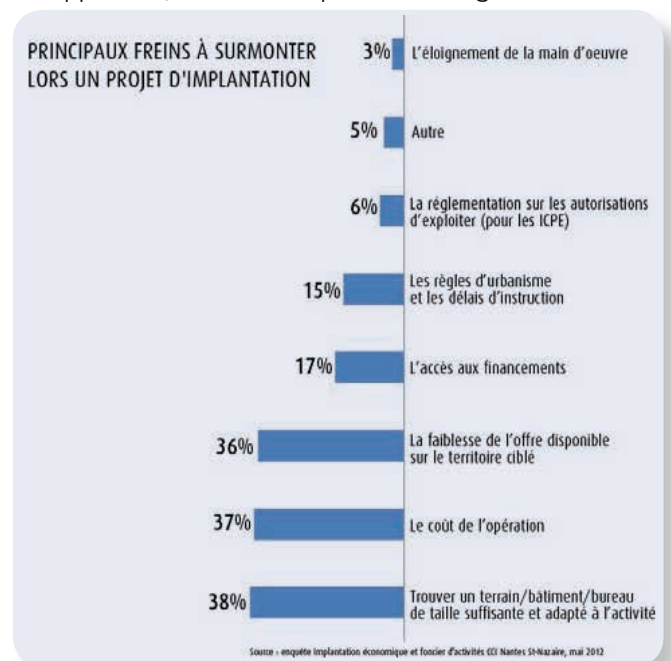 PRINCIPAUX FREINS À SURMONTER
LORS UN PROJET D'IMPLANTATION
3%
L'éloignement de la main d'oeuvre
5%
Autre
6%
La réglementation sur les autorisations
d'exploiter (pour les ICPE)
15%
Les règles d'urbanisme
et les délais d'instruction
17%
L'accès aux financements
36%
La faiblesse de l'offre disponible
sur le territoire ciblé
37%
Le coût de l'opération
38%
Trouver un terrain/bâtiment/bureau
de taille suffisante et adapté à l'activité
Source : enquête Implantation économique et foncier d'activités CCI Nantes St-Nazaire, mai 2012